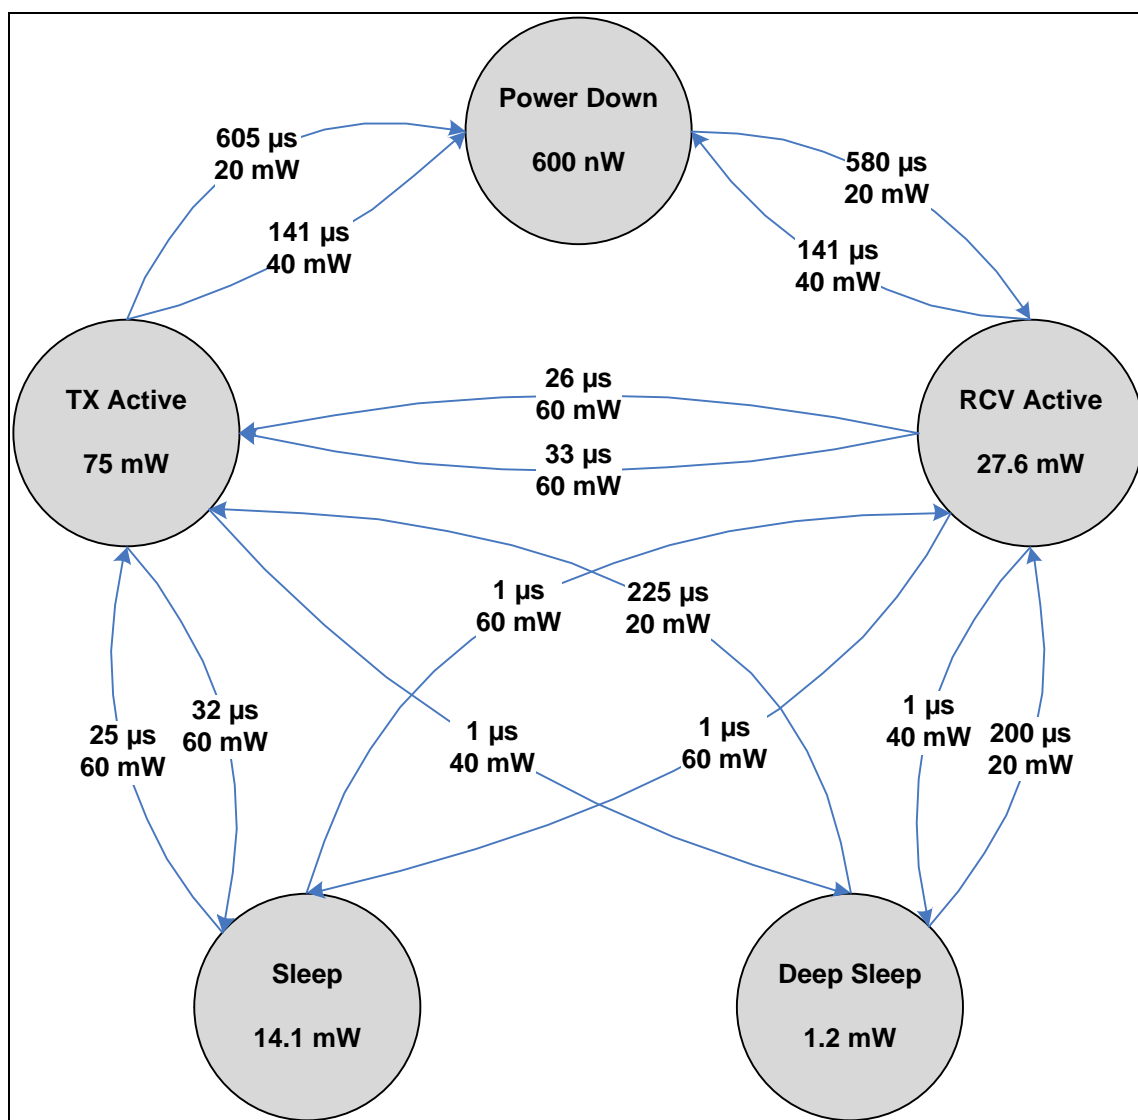 Power Down
600 nW
605 µs
20 mW
580 µs
20 mW
141 µs
40 mW
141 µs
40 mW
TX Active
75 mW
26 µs
60 mW
33 µs
60 mW
RCV Active
27.6 mW
1 µs
60 mW
225 µs
20 mW
25 µs
60 mW
32 µs
60 mW
1 µs
40 mW
1 µs
60 mW
1 µs
40 mW
200 µs
20 mW
Sleep
14.1 mW
Deep Sleep
1.2 mW